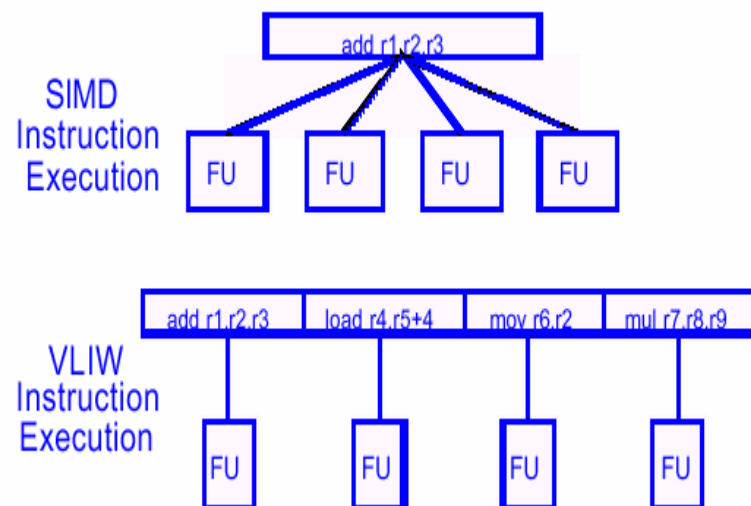 add r1,r2,r3
SIMD
Instruction
Execution
FU FU FU FU
add r1,r2,r3 load r4,r5+4 mov r6,r2 mul r7,r8,r9
VLIW
Instruction
Execution
FU FU FU FU